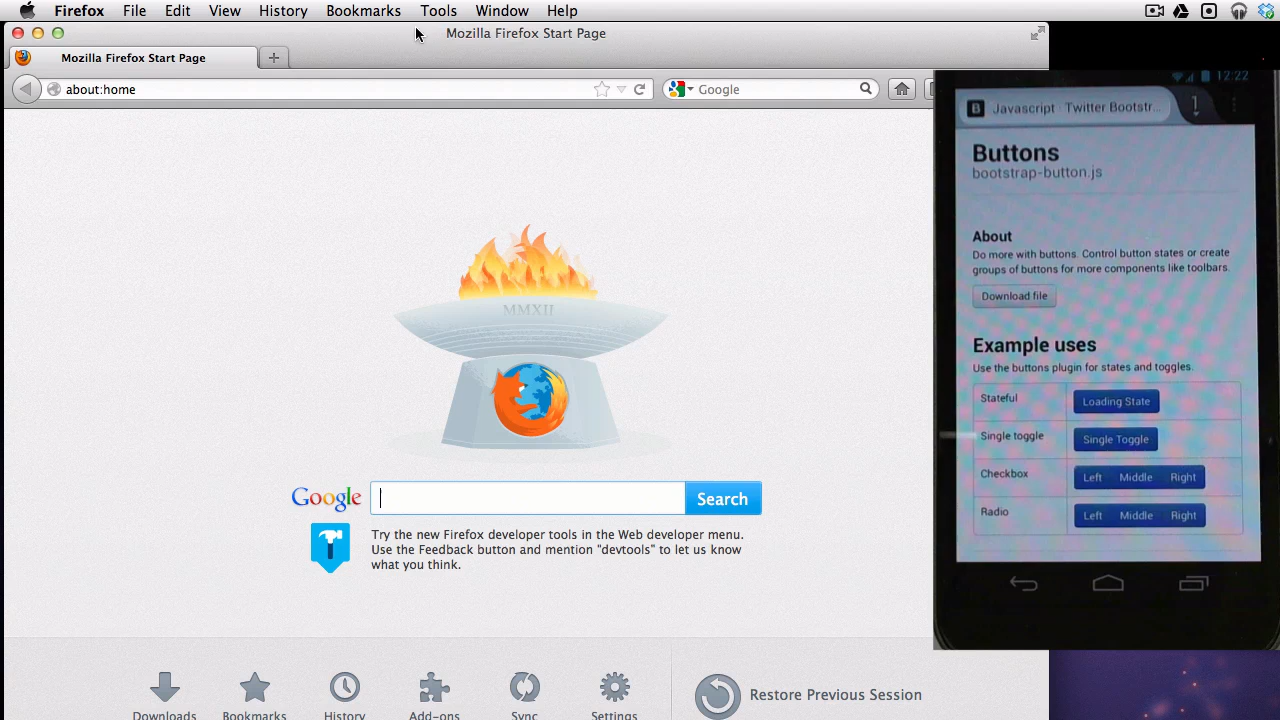 Firefox File Edit View History Bookmarks Tools Window Help
Mozilla Firefox Start Page
Mozilla Firefox Start Page
about:home
Google
MMXII
Google
Search
Try the new Firefox developer tools in the Web developer menu.
Use the Feedback button and mention "devtools" to let us know
what you think.
Downloads
Bookmarks
History
Add-ons
Sync
Settings
Restore Previous Session
12:22
B Javascript · Twitter Bootstr...
1
Buttons
bootstrap-button.js
About
Do more with buttons. Control button states or create
groups of buttons for more components like toolbars.
Download file
Example uses
Use the buttons plugin for states and toggles.
Stateful Loading State
Single toggle Single Toggle
Checkbox Left Middle Right
Radio Left Middle Right